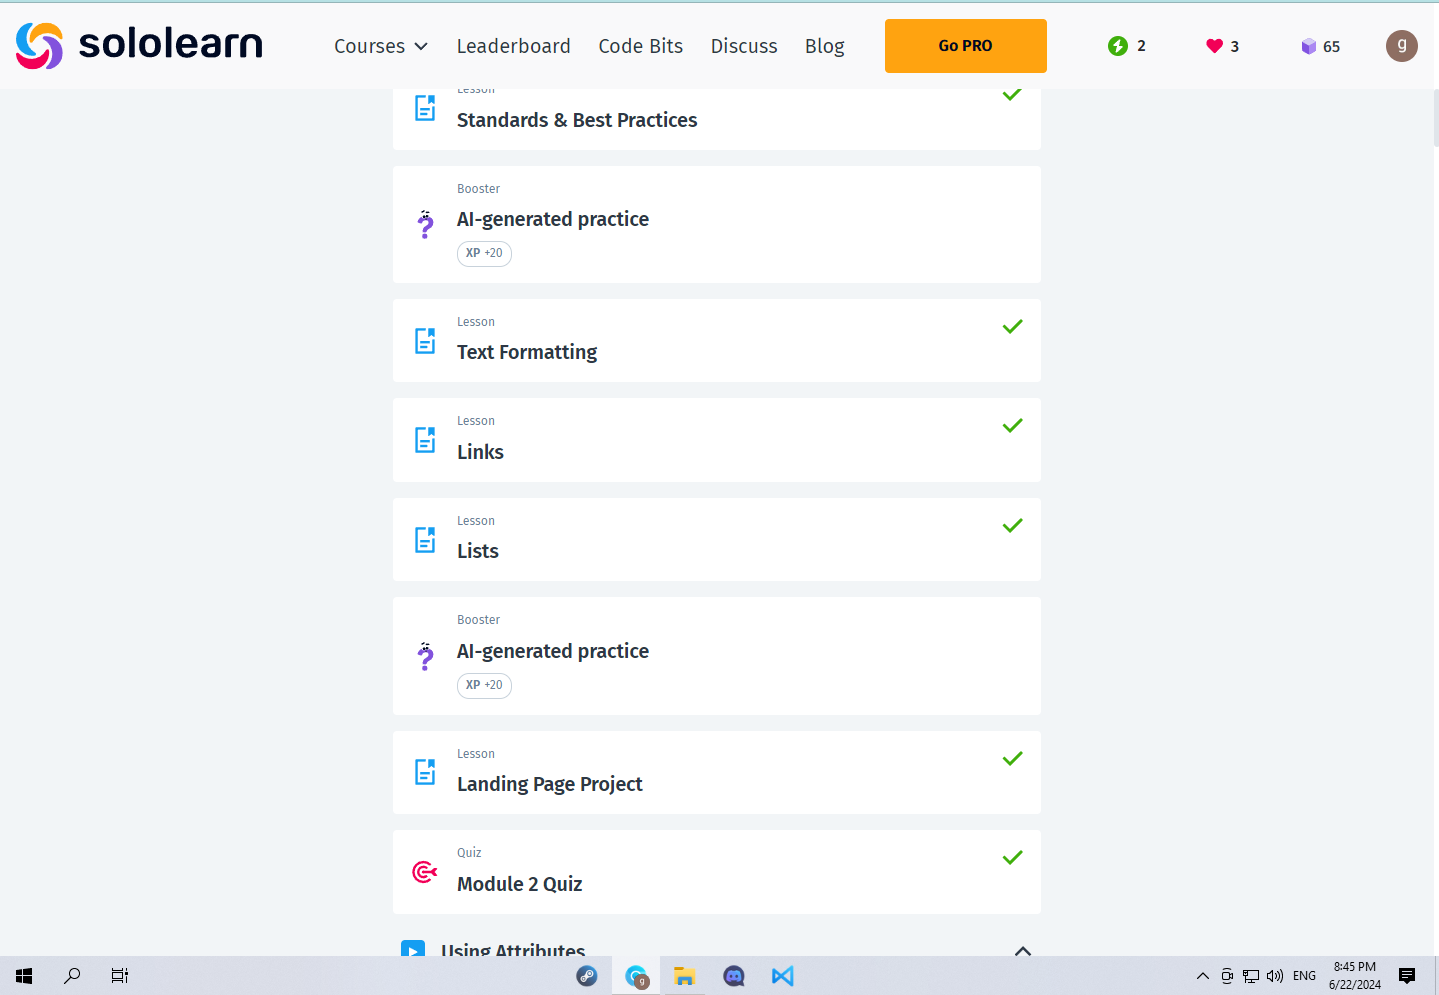 sololearn
Courses Leaderboard Code Bits Discuss Blog Go PRO 2 3 65 g
Lesson
Standards & Best Practices
Booster
AI-generated practice
XP +20
Lesson
Text Formatting
Lesson
Links
Lesson
Lists
Booster
AI-generated practice
XP +20
Lesson
Landing Page Project
Quiz
Module 2 Quiz
Using Attributes
g
ENG
8:45 PM
6/22/2024